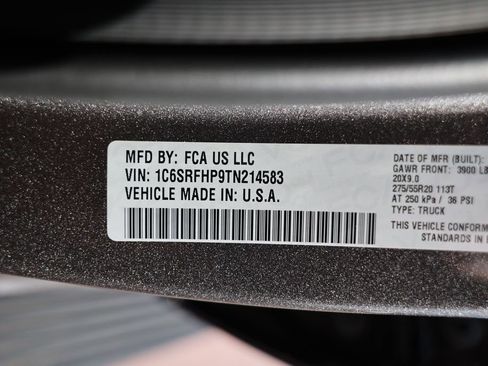 MFD BY: FCA US LLC
VIN: 1C6SRFHP9TN214583
VEHICLE MADE IN: U.S.A.
DATE OF MFR (BUILT):
GAWR FRONT: 3900 LB
20X9.0
275/55R20 113T
AT 250 kPa / 36 PSI
TYPE: TRUCK
THIS VEHICLE CONFORM
STANDARDS IN